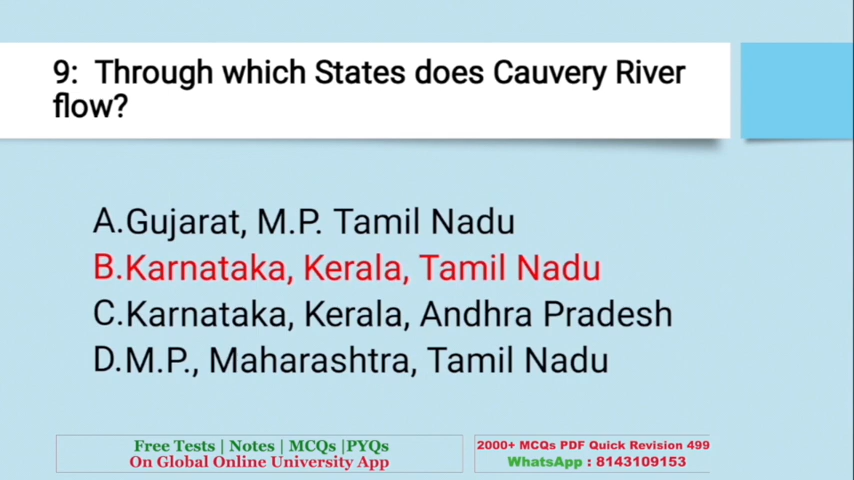 9: Through which States does Cauvery River
flow?
A.Gujarat, M.P. Tamil Nadu
B.Karnataka, Kerala, Tamil Nadu
C.Karnataka, Kerala, Andhra Pradesh
D.M.P., Maharashtra, Tamil Nadu
Free Tests | Notes | MCQs |PYQs
On Global Online University App
2000+ MCQs PDF Quick Revision 499
WhatsApp : 8143109153